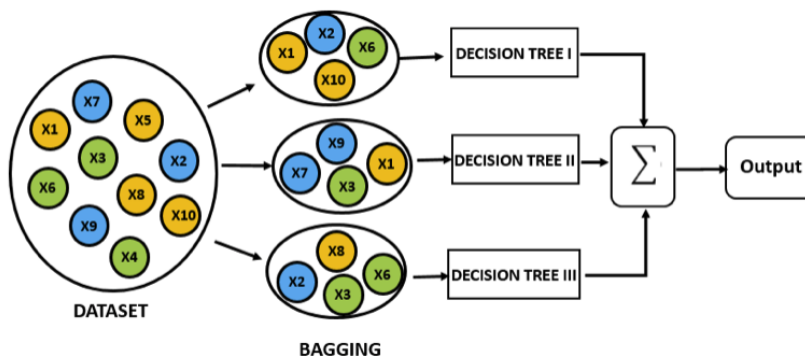 X7
X5
X1
X3
X2
X6
X8
X10
X9
X4
DATASET
X2
X1
X6
X10
X9
X7
X1
X3
X8
X2
X6
X3
BAGGING
DECISION TREE I
DECISION TREE II
DECISION TREE III
Σ
Output